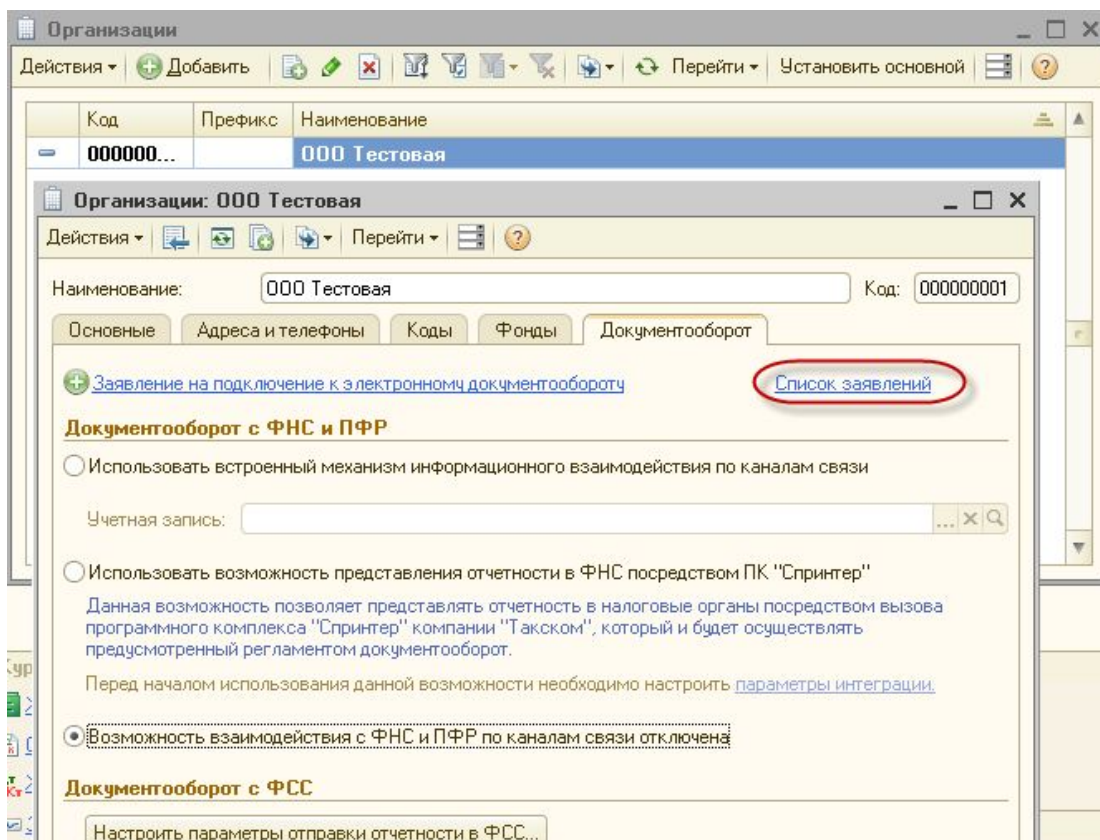 Организации
Действия Добавить Перейти Установить основной
Код Префикс Наименование
000000... ООО Тестовая
Организации: ООО Тестовая
Действия Перейти
Наименование: ООО Тестовая Код: 000000001
Основные Адреса и телефоны Коды Фонды Документооборот
Заявление на подключение к электронному документообороту Список заявлений
Документооборот с ФНС и ПФР
Использовать встроенный механизм информационного взаимодействия по каналам связи
Учетная запись: ...
Использовать возможность представления отчетности в ФНС посредством ПК "Спринтер"
Данная возможность позволяет представлять отчетность в налоговые органы посредством вызова
программного комплекса "Спринтер" компании "Такском", который и будет осуществлять
предусмотренный регламентом документооборот.
Перед началом использования данной возможности необходимо настроить параметры интеграции.
Возможность взаимодействия с ФНС и ПФР по каналам связи отключена
Документооборот с ФСС
Настроить параметры отправки отчетности в ФСС...